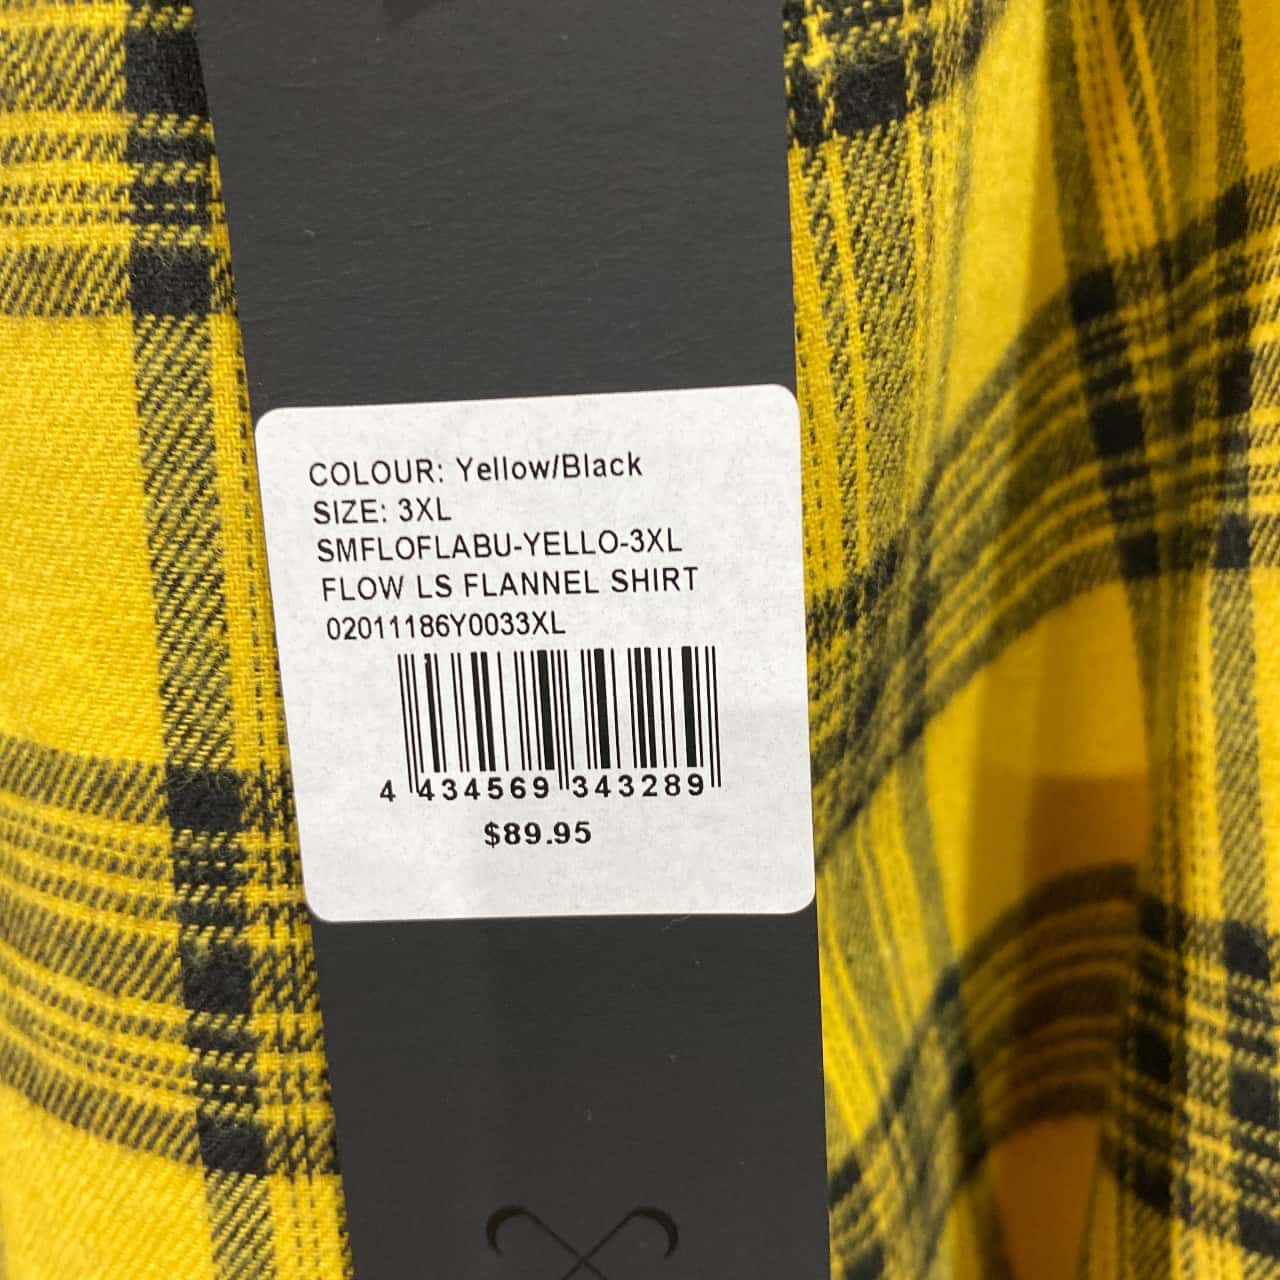 COLOUR: Yellow/Black
SIZE: 3XL
SMFLOFLABU-YELLO-3XL
FLOW LS FLANNEL SHIRT
02011186Y0033XL
4 434569 343289
$89.95